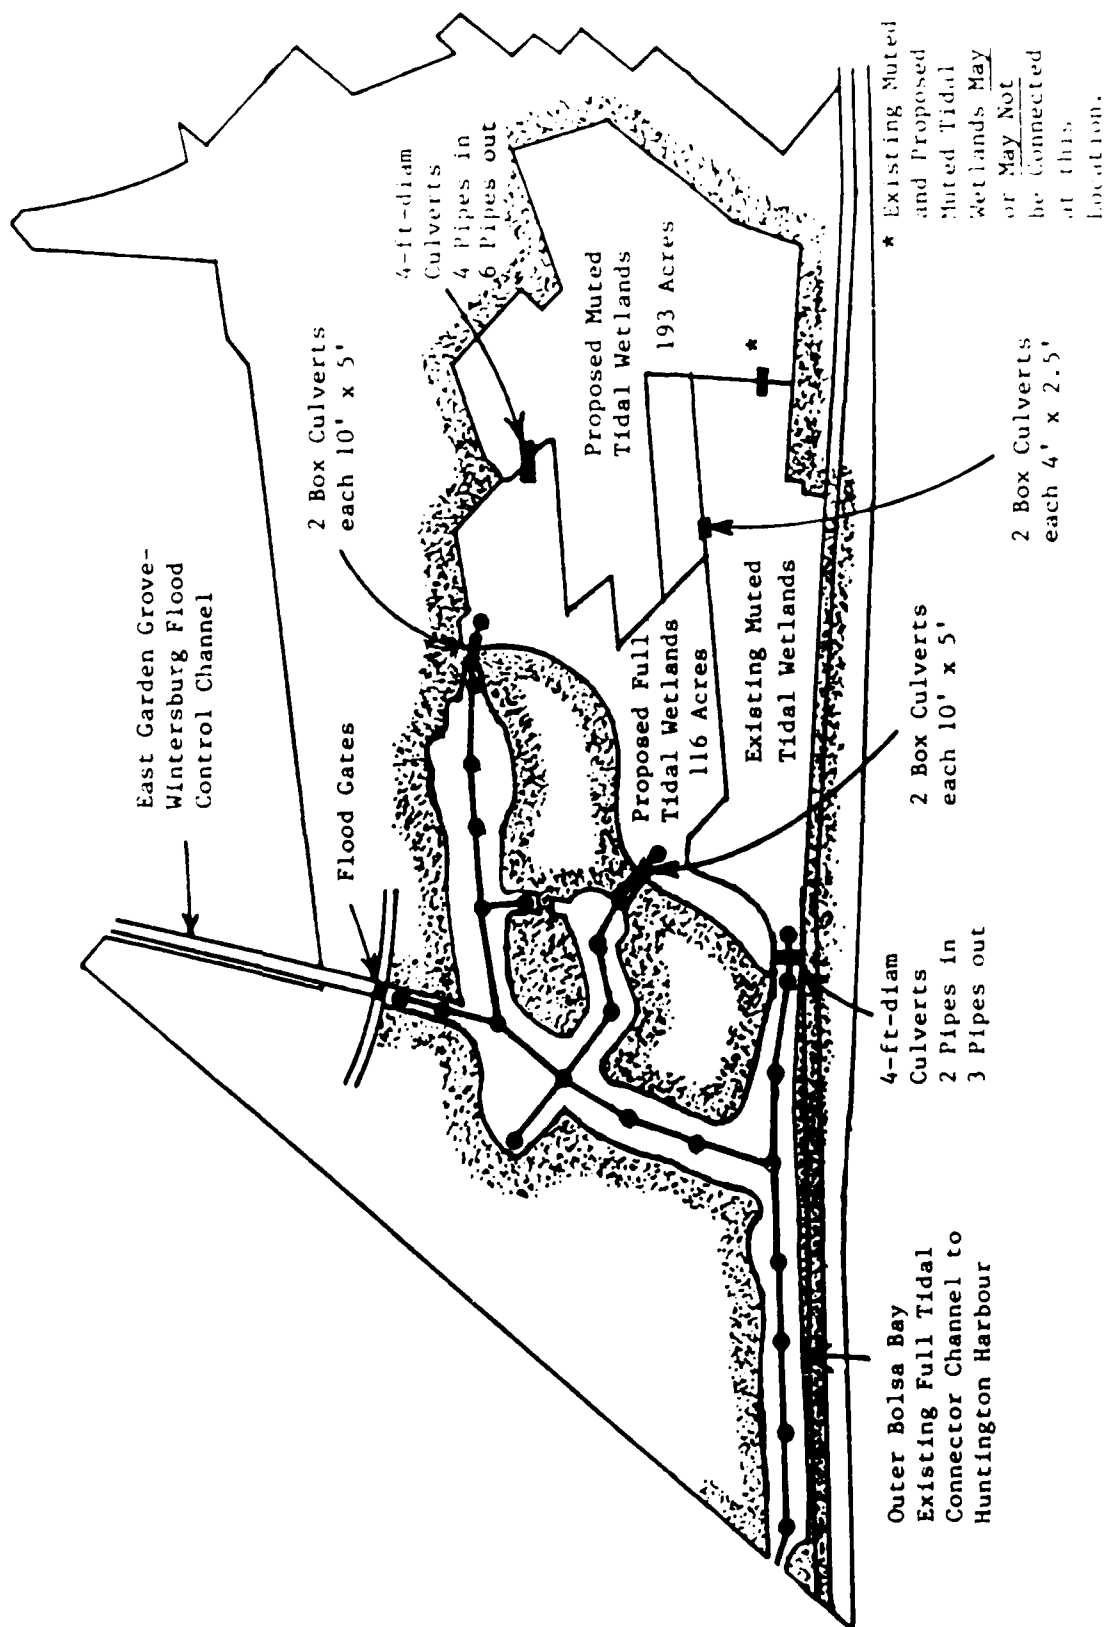 East Garden Grove-
Wintersburg Flood
Control Channel
Flood Gates
2 Box Culverts
each 10' x 5'
4-ft-diam
Culverts
4 Pipes in
6 Pipes out
Proposed Muted
Tidal Wetlands
193 Acres
*
Proposed Full
Tidal Wetlands
116 Acres
Existing Muted
Tidal Wetlands
Outer Bolsa Bay
Existing Full Tidal
Connector Channel to
Huntington Harbour
4-ft-diam
Culverts
2 Pipes in
3 Pipes out
2 Box Culverts
each 10' x 5'
2 Box Culverts
each 4' x 2.5'
* Existing Muted
and Proposed
Muted Tidal
Wetlands May
or May Not
be Connected
at this
Location.